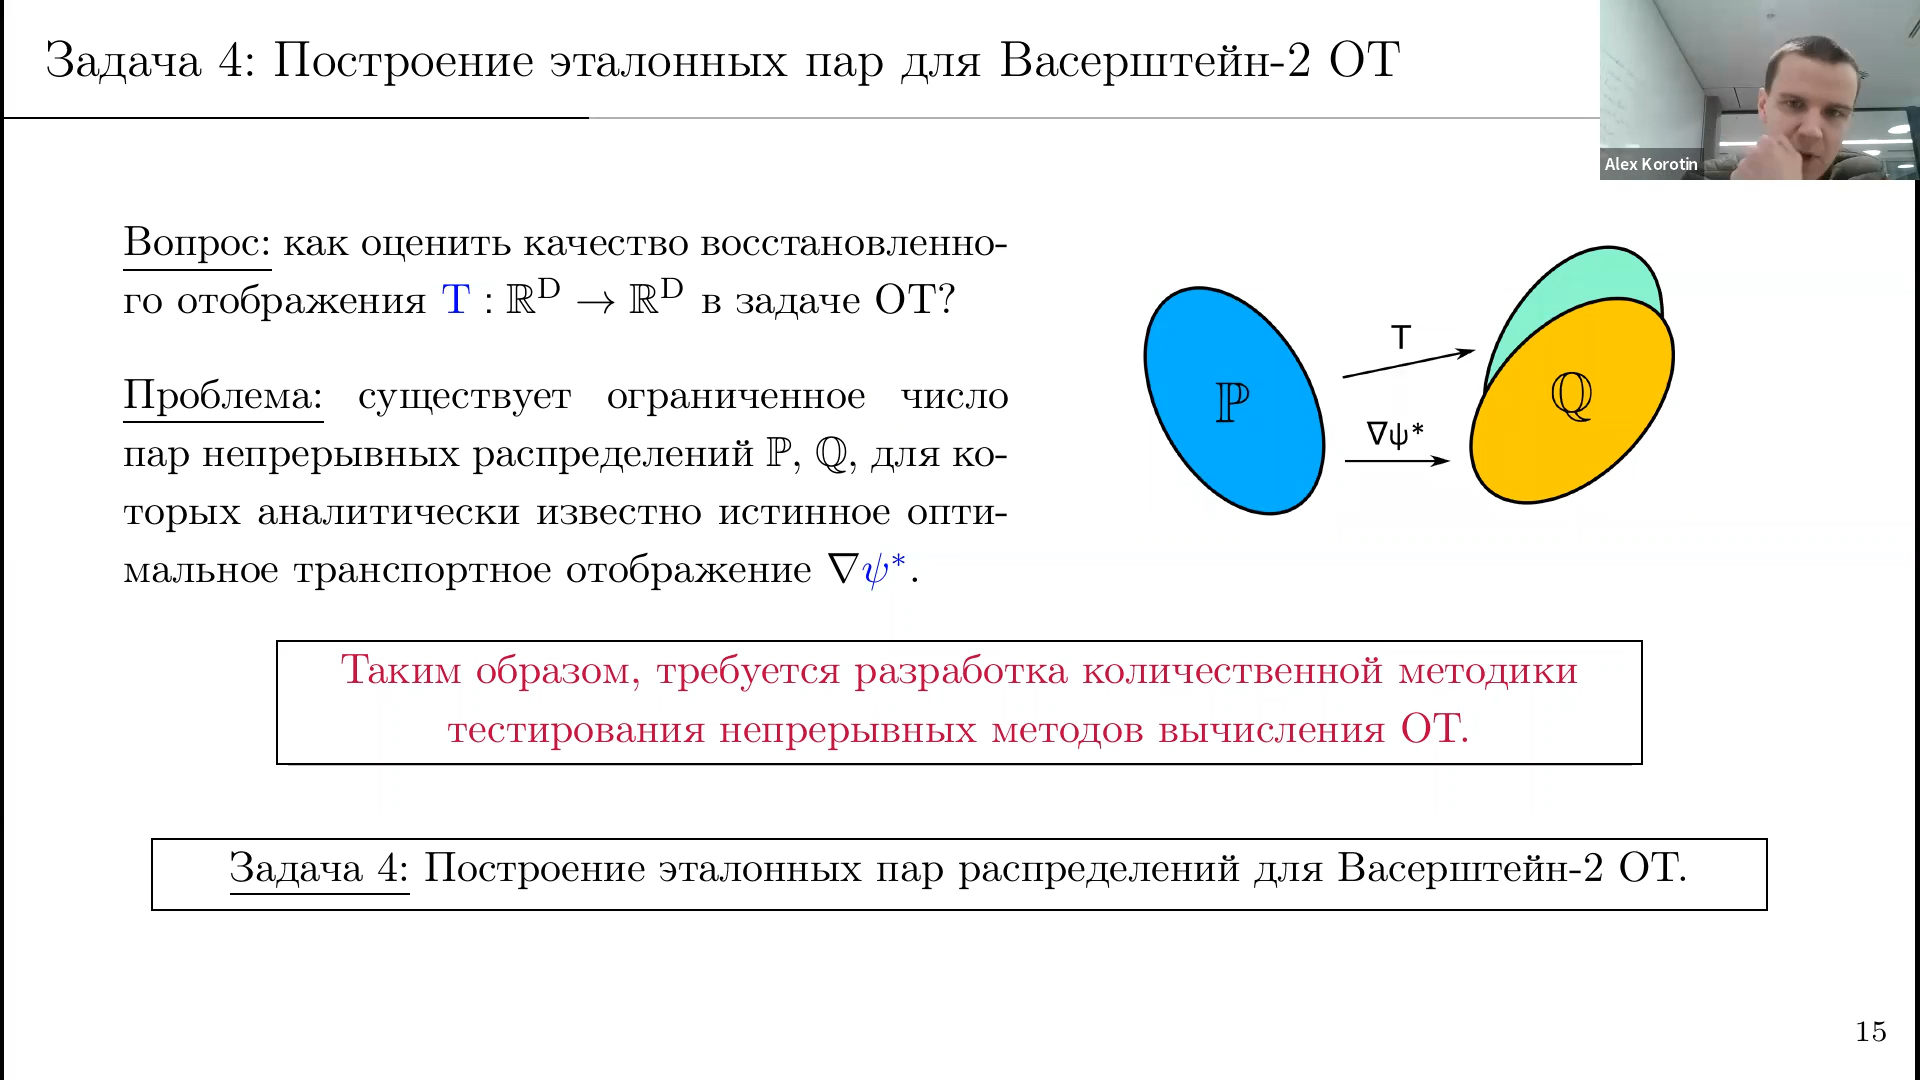 Задача 4: Построение эталонных пар для Васерштейн-2 ОТ
Alex Korotin
Вопрос: как оценить качество восстановленно-
го отображения T : ℝᴰ → ℝᴰ в задаче ОТ?
Проблема: существует ограниченное число
пар непрерывных распределений ℙ, ℚ, для ко-
торых аналитически известно истинное опти-
мальное транспортное отображение ∇ψ*.
ℙ
T
∇ψ*
ℚ
Таким образом, требуется разработка количественной методики
тестирования непрерывных методов вычисления ОТ.
Задача 4: Построение эталонных пар распределений для Васерштейн-2 ОТ.
15